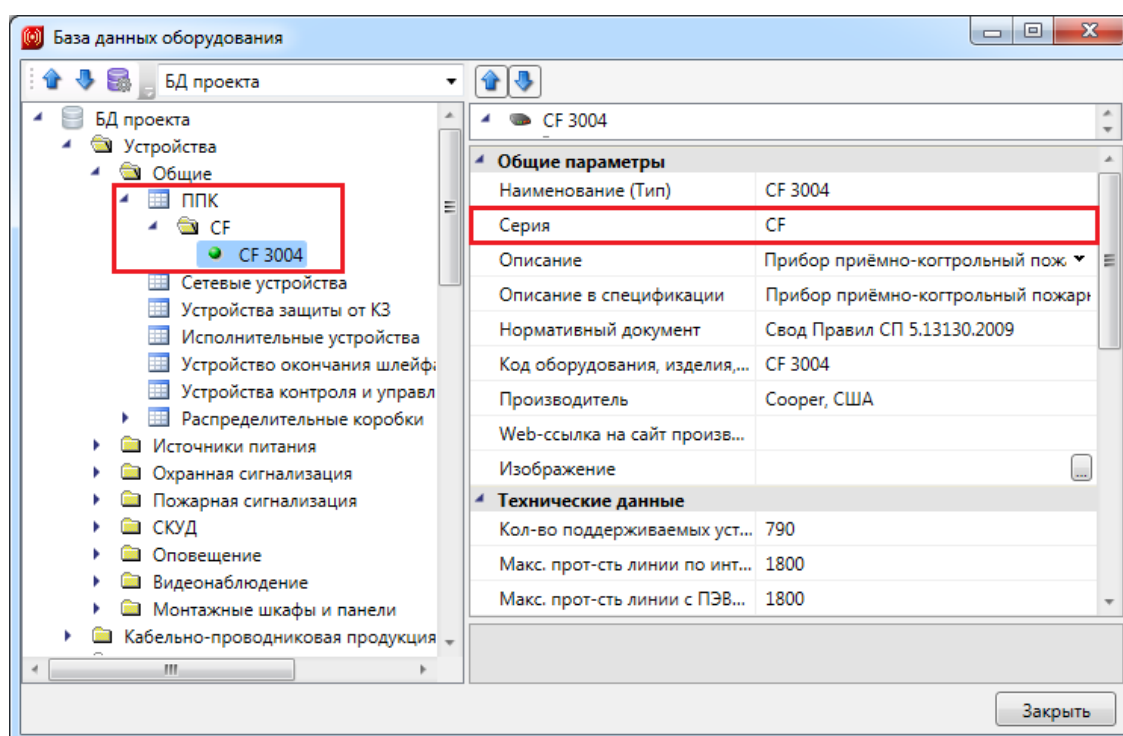 База данных оборудования
БД проекта
БД проекта
Устройства
Общие
ППК
CF
CF 3004
Сетевые устройства
Устройства защиты от КЗ
Исполнительные устройства
Устройство окончания шлейфа
Устройства контроля и управл
Распределительные коробки
Источники питания
Охранная сигнализация
Пожарная сигнализация
СКУД
Оповещение
Видеонаблюдение
Монтажные шкафы и панели
Кабельно-проводниковая продукция
CF 3004
Общие параметры
Наименование (Тип) CF 3004
Серия CF
Описание Прибор приёмно-когтрольный пож
Описание в спецификации Прибор приёмно-когтрольный пожарн
Нормативный документ Свод Правил СП 5.13130.2009
Код оборудования, изделия,... CF 3004
Производитель Cooper, США
Web-ссылка на сайт произв...
Изображение ...
Технические данные
Кол-во поддерживаемых уст... 790
Макс. прот-сть линии по инт... 1800
Макс. прот-сть линии с ПЭВ... 1800
Закрыть